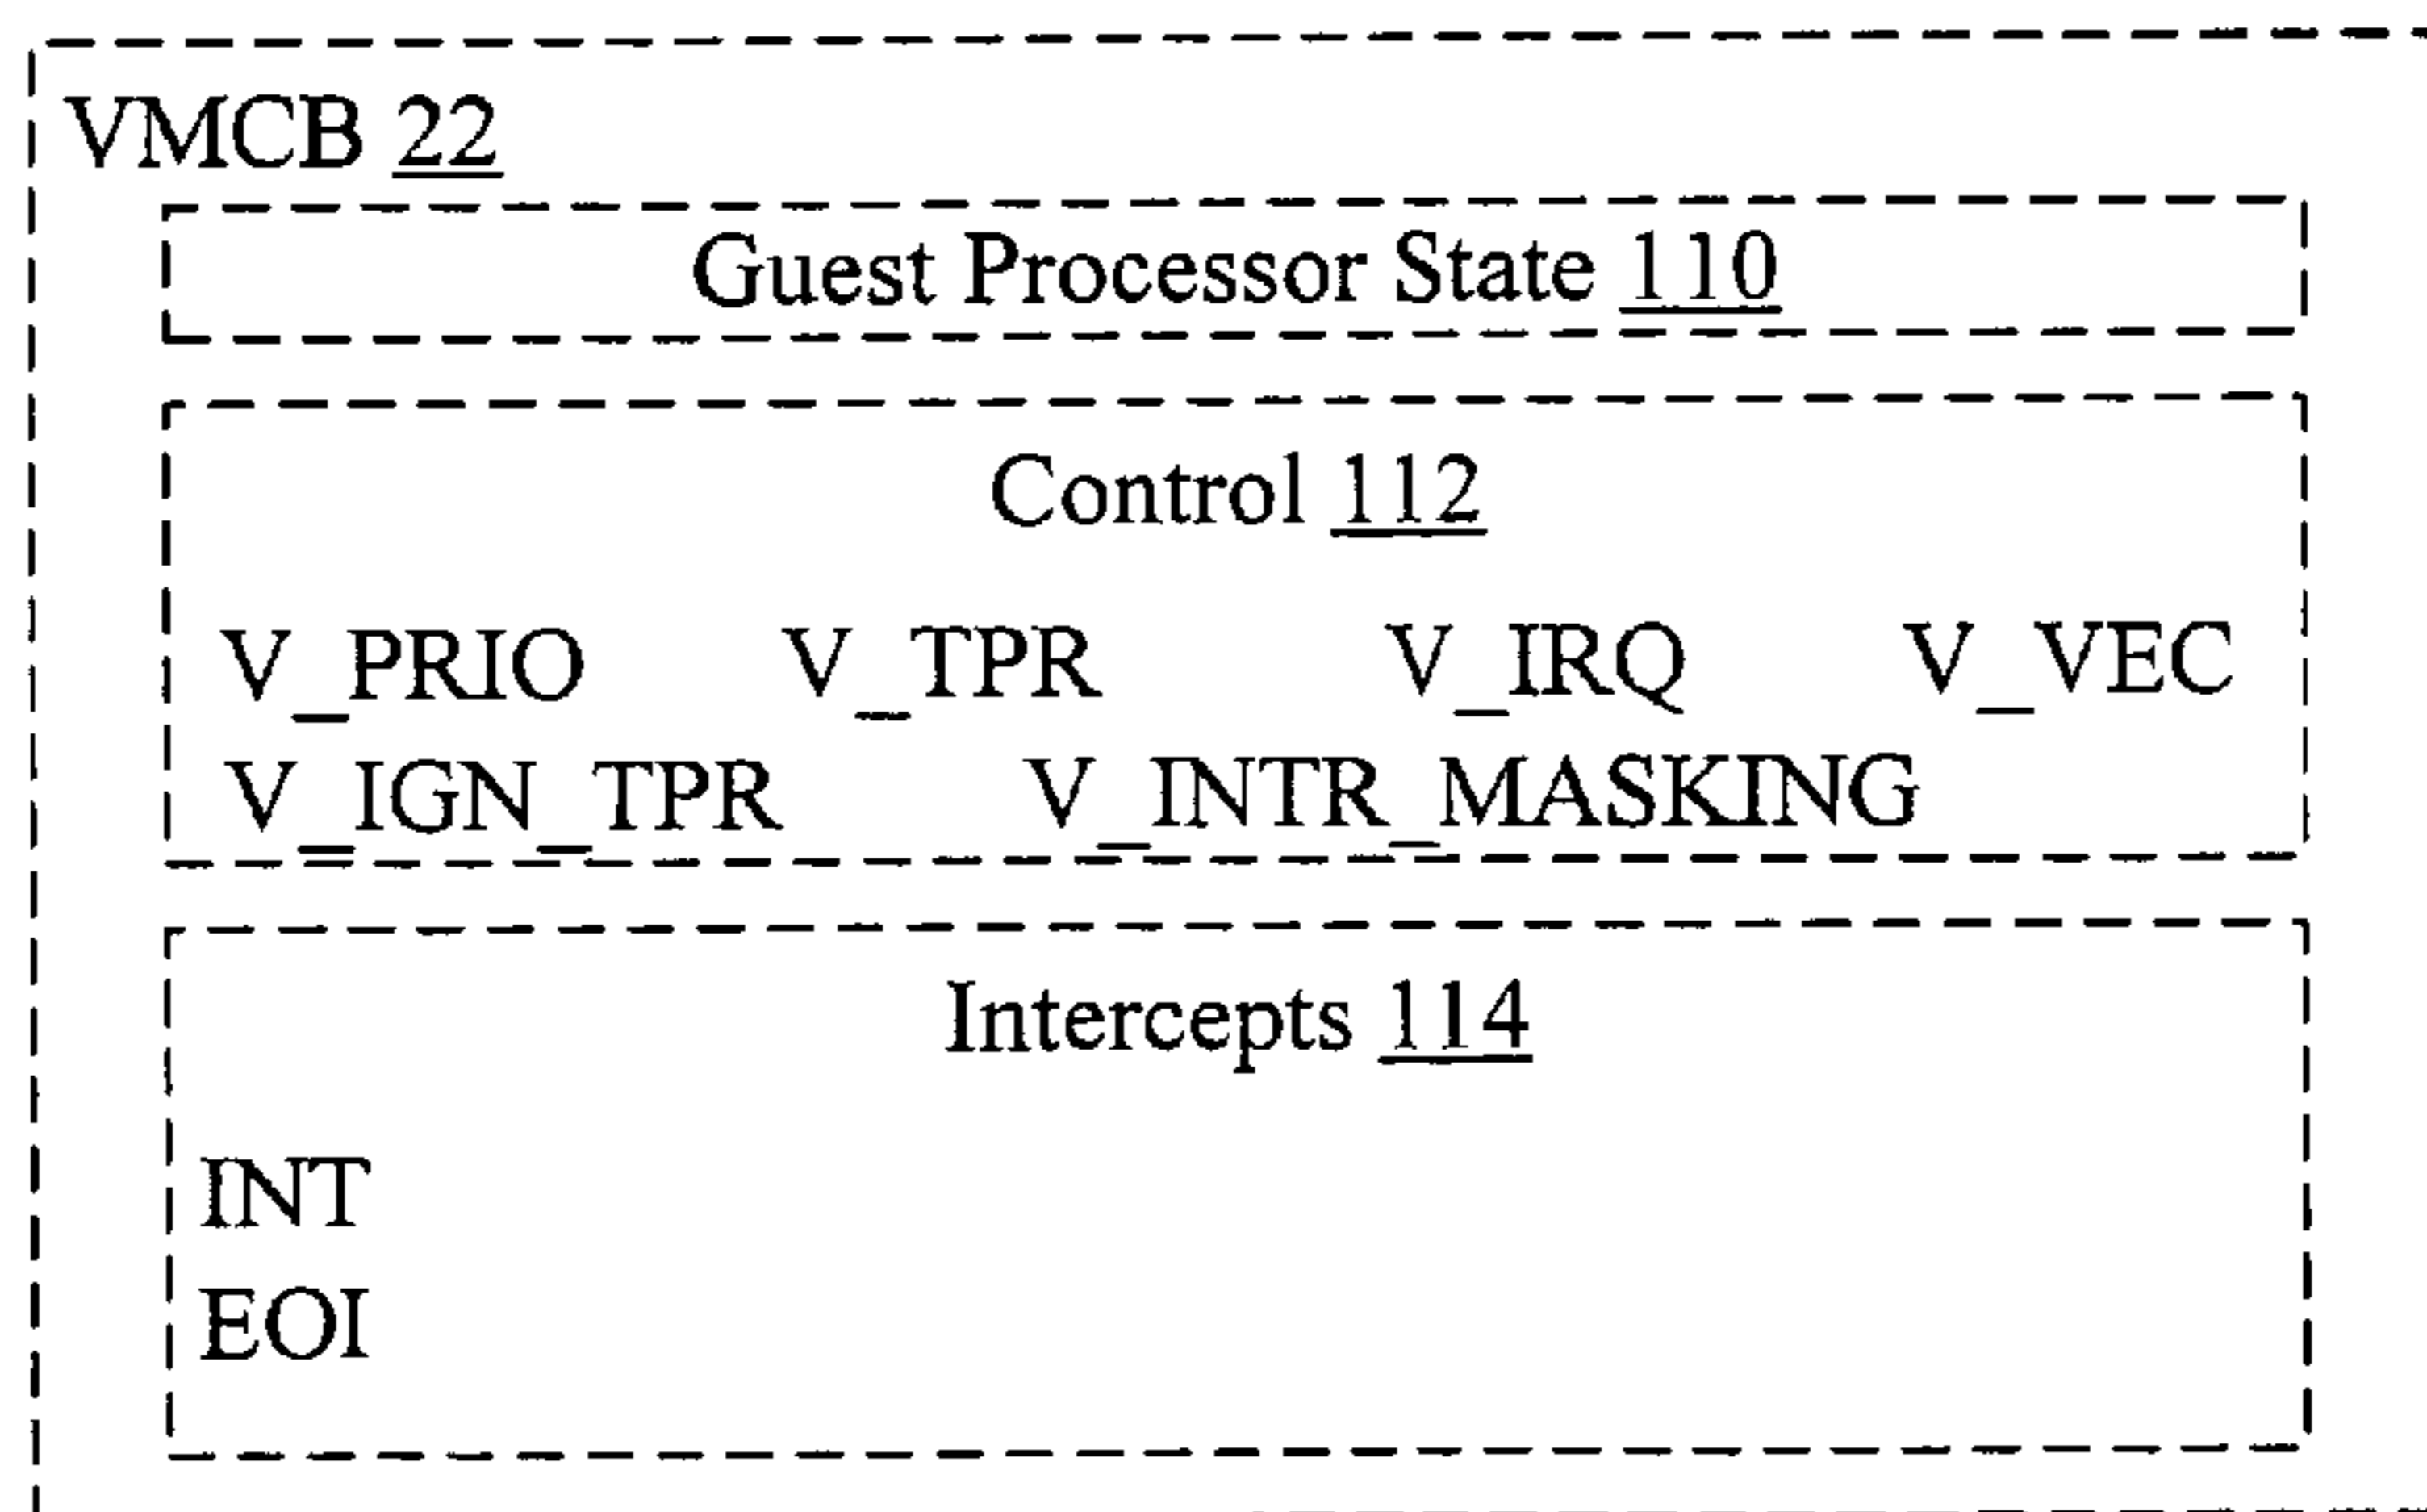 VMCB 22
Guest Processor State 110
Control 112
V_PRIO V_TPR V_IRQ V_VEC
V_IGN_TPR V_INTR_MASKING
Intercepts 114
INT
EOI